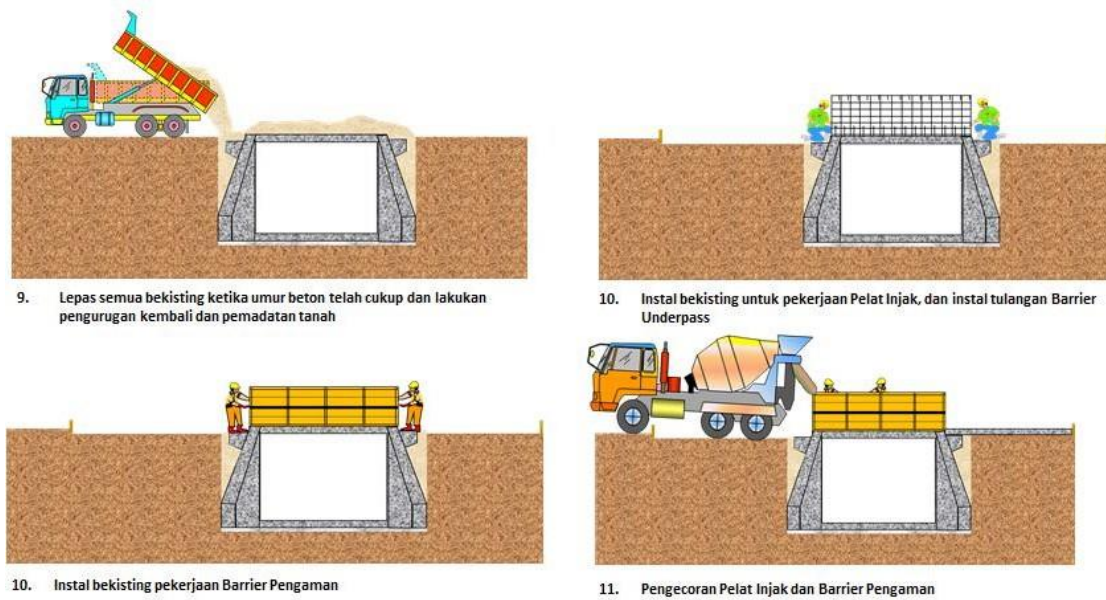 9. Lepas semua bekisting ketika umur beton telah cukup dan lakukan
pengurugan kembali dan pemadatan tanah
10. Instal bekisting untuk pekerjaan Pelat Injak, dan instal tulangan Barrier
Underpass
10. Instal bekisting pekerjaan Barrier Pengaman
11. Pengecoran Pelat Injak dan Barrier Pengaman